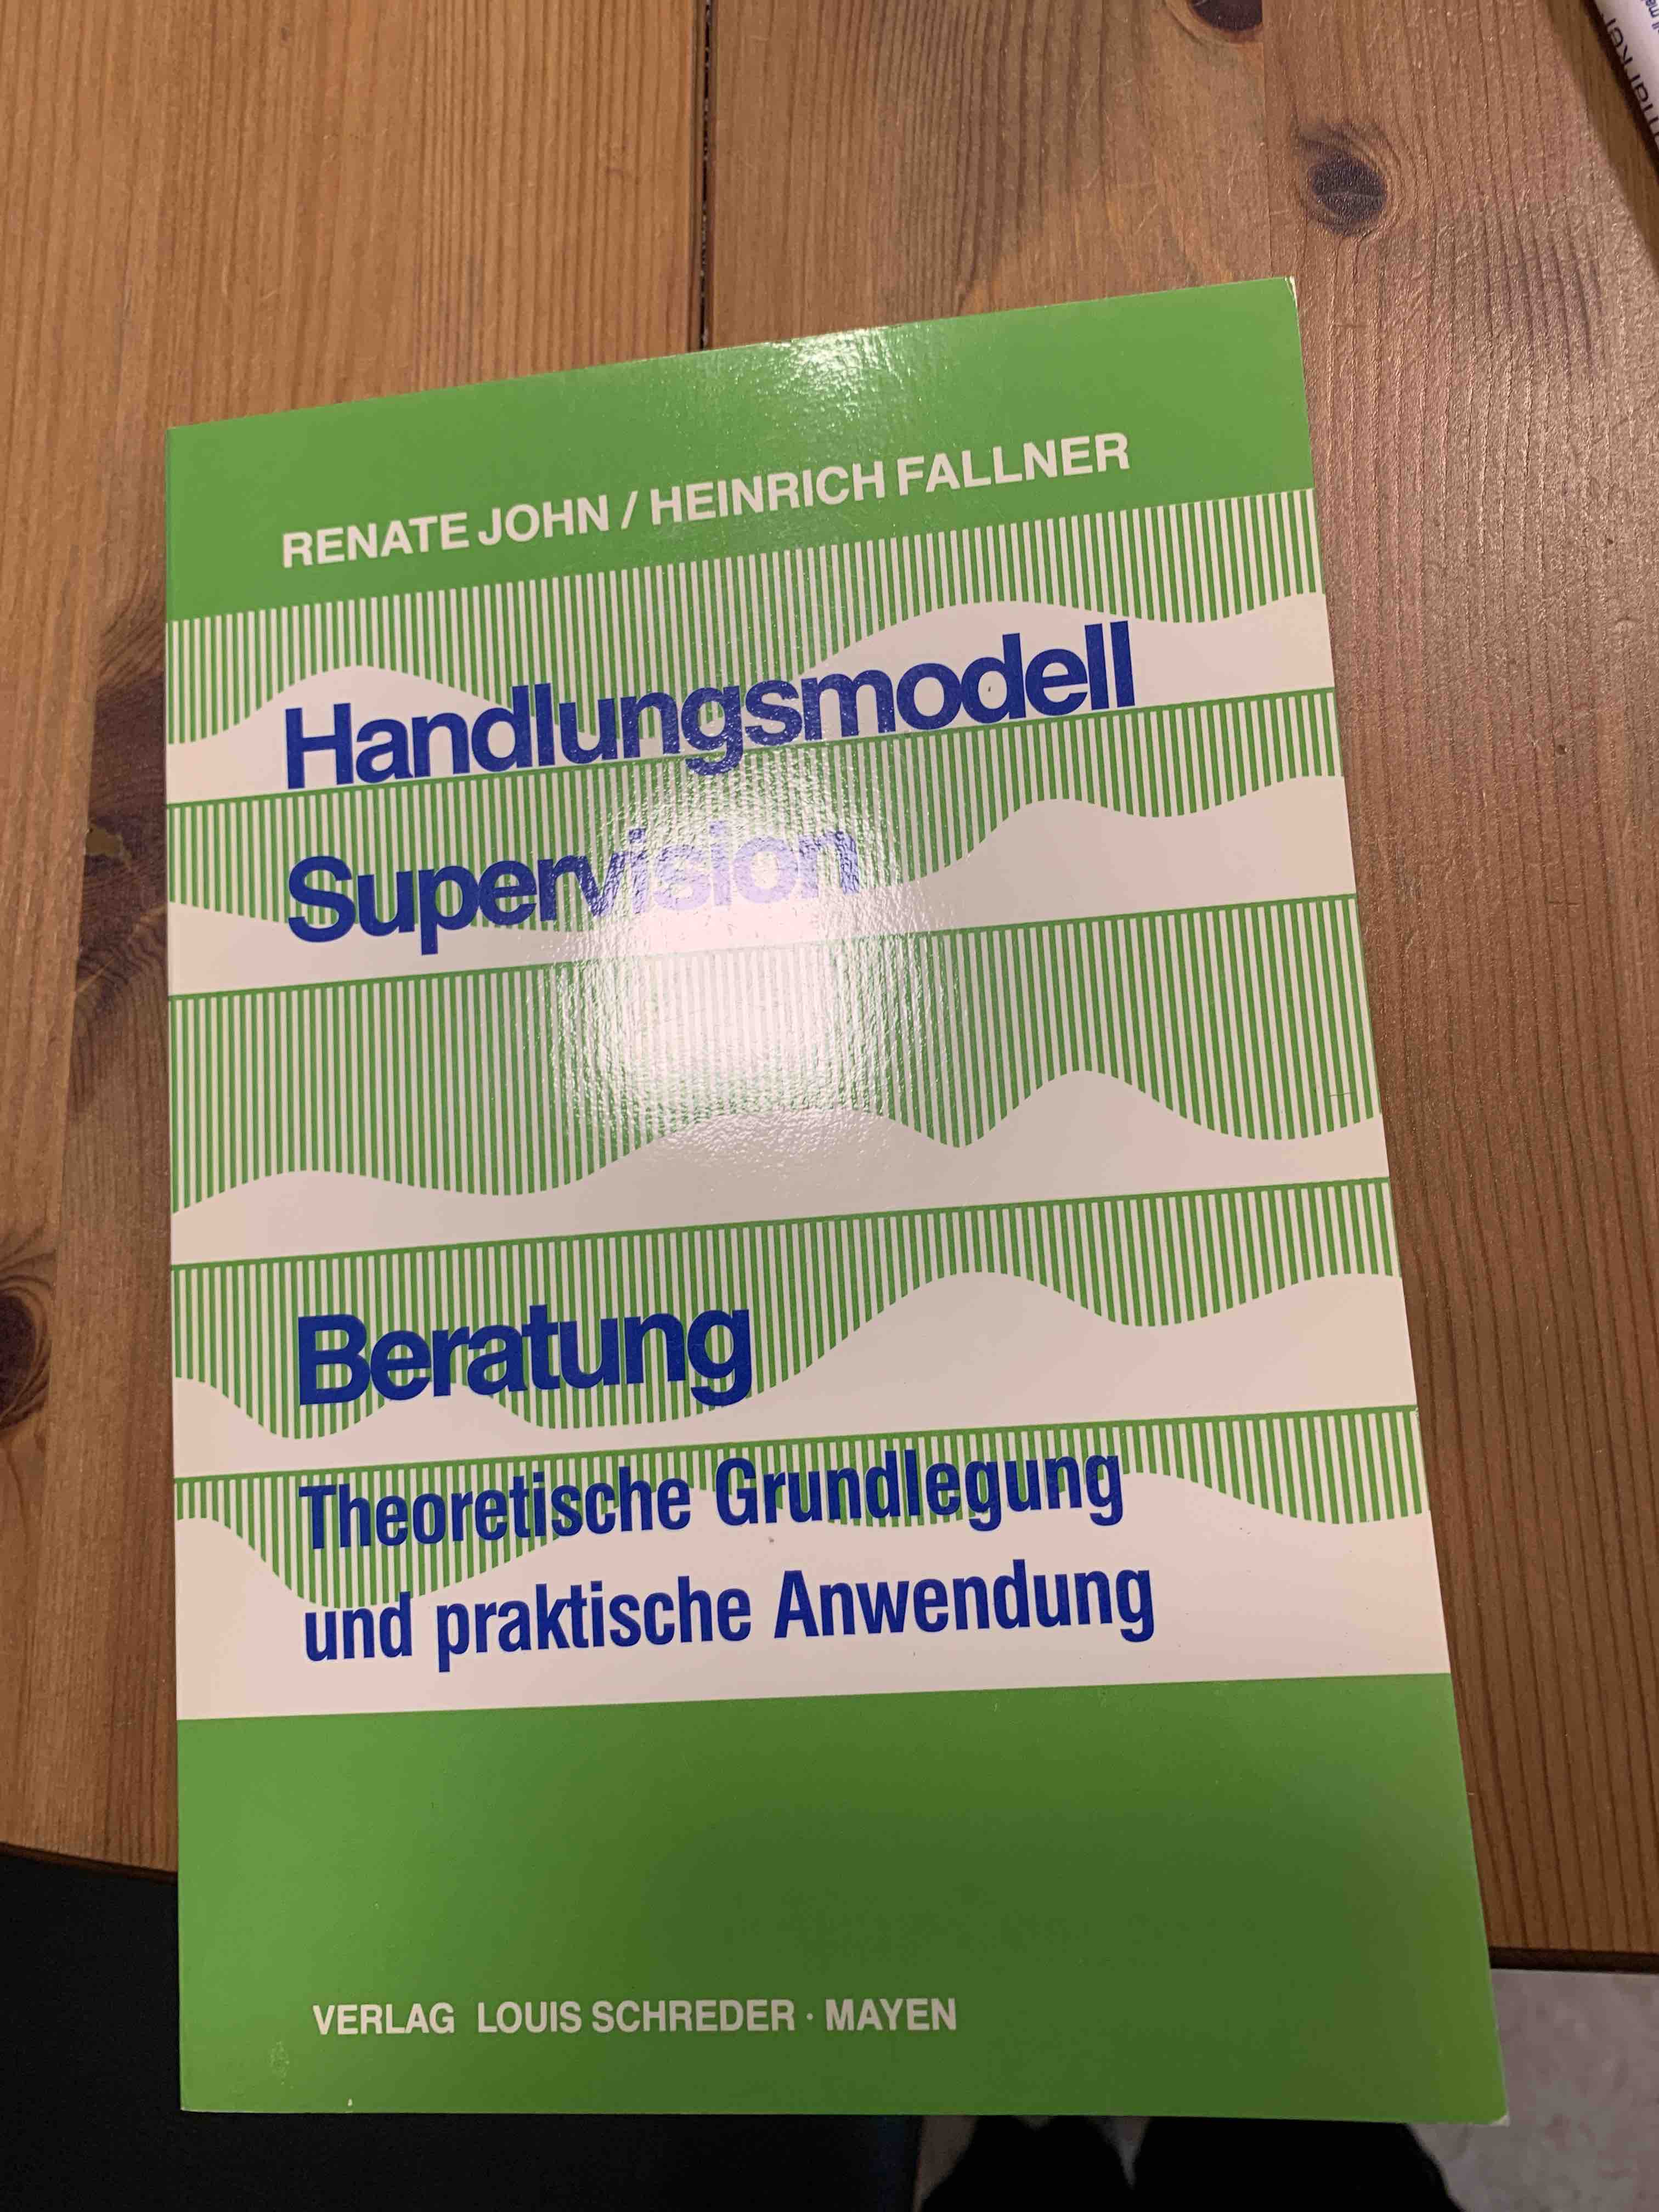 RENATE JOHN / HEINRICH FALLNER
Handlungsmodell
Supervision
Beratung
Theoretische Grundlegung
und praktische Anwendung
VERLAG LOUIS SCHREDER · MAYEN